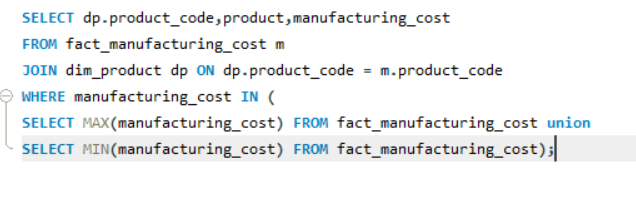 SELECT dp.product_code,product,manufacturing_cost
FROM fact_manufacturing_cost m
JOIN dim_product dp ON dp.product_code = m.product_code
WHERE manufacturing_cost IN (
SELECT MAX(manufacturing_cost) FROM fact_manufacturing_cost union
SELECT MIN(manufacturing_cost) FROM fact_manufacturing_cost);